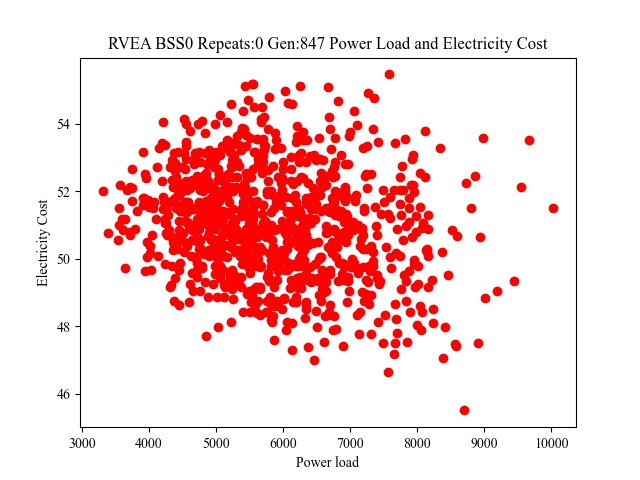 RVEA BSS0 Repeats:0 Gen:847 Power Load and Electricity Cost
54
52
50
48
46
Electricity Cost
3000 4000 5000 6000 7000 8000 9000 10000
Power load